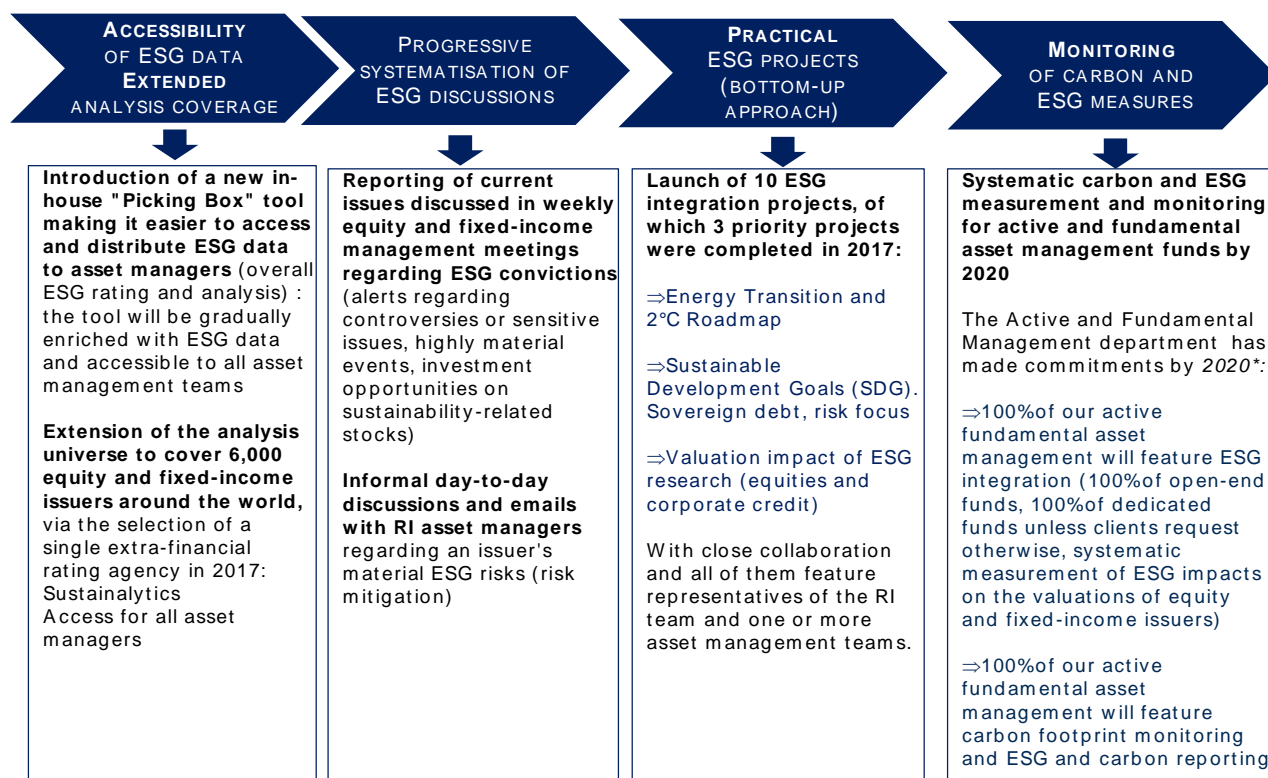 ACCESSIBILITY
OF ESG DATA
EXTENDED
ANALYSIS COVERAGE
PROGRESSIVE
SYSTEMATISATION OF
ESG DISCUSSIONS
PRACTICAL
ESG PROJECTS
(BOTTOM-UP
APPROACH)
MONITORING
OF CARBON AND
ESG MEASURES
Introduction of a new in-
house "Picking Box" tool
making it easier to access
and distribute ESG data
to asset managers (overall
ESG rating and analysis) :
the tool will be gradually
enriched with ESG data
and accessible to all asset
management teams
Extension of the analysis
universe to cover 6,000
equity and fixed-income
issuers around the world,
via the selection of a
single extra-financial
rating agency in 2017:
Sustainalytics
Access for all asset
managers
Reporting of current
issues discussed in weekly
equity and fixed-income
management meetings
regarding ESG convictions
(alerts regarding
controversies or sensitive
issues, highly material
events, investment
opportunities on
sustainability-related
stocks)
Informal day-to-day
discussions and emails
with RI asset managers
regarding an issuer's
material ESG risks (risk
mitigation)
Launch of 10 ESG
integration projects, of
which 3 priority projects
were completed in 2017:
⇒Energy Transition and
2°C Roadmap
⇒Sustainable
Development Goals (SDG).
Sovereign debt, risk focus
⇒Valuation impact of ESG
research (equities and
corporate credit)
With close collaboration
and all of them feature
representatives of the RI
team and one or more
asset management teams.
Systematic carbon and ESG
measurement and monitoring
for active and fundamental
asset management funds by
2020
The Active and Fundamental
Management department has
made commitments by 2020*:
⇒100%of our active
fundamental asset
management will feature ESG
integration (100%of open-end
funds, 100%of dedicated
funds unless clients request
otherwise, systematic
measurement of ESG impacts
on the valuations of equity
and fixed-income issuers)
⇒100%of our active
fundamental asset
management will feature
carbon footprint monitoring
and ESG and carbon reporting